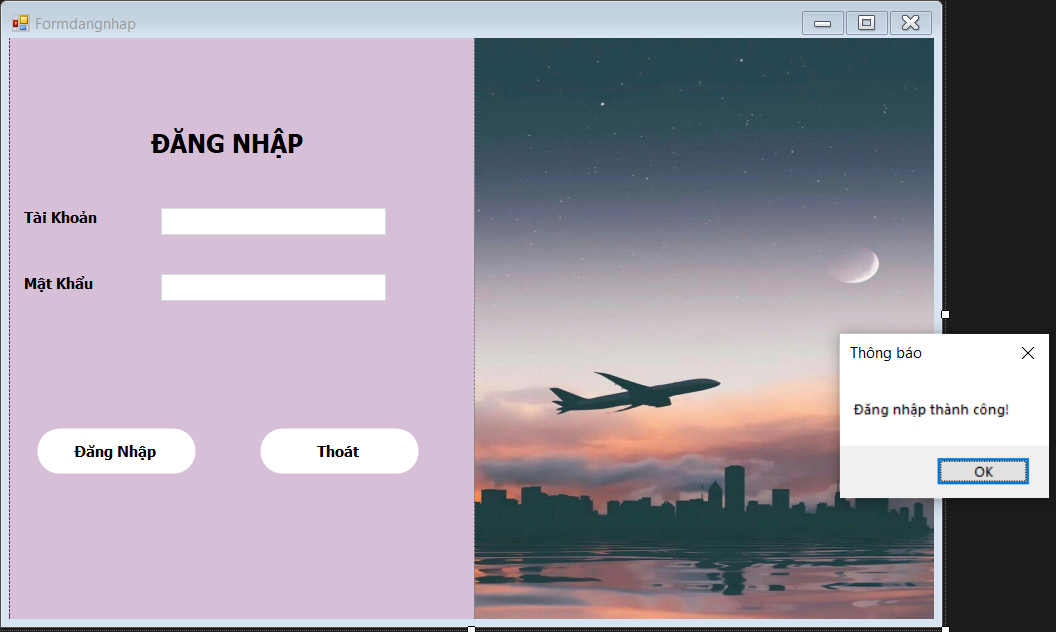 Formdangnhap
ĐĂNG NHẬP
Tài Khoản
Mật Khẩu
Đăng Nhập
Thoát
Thông báo
Đăng nhập thành công!
OK